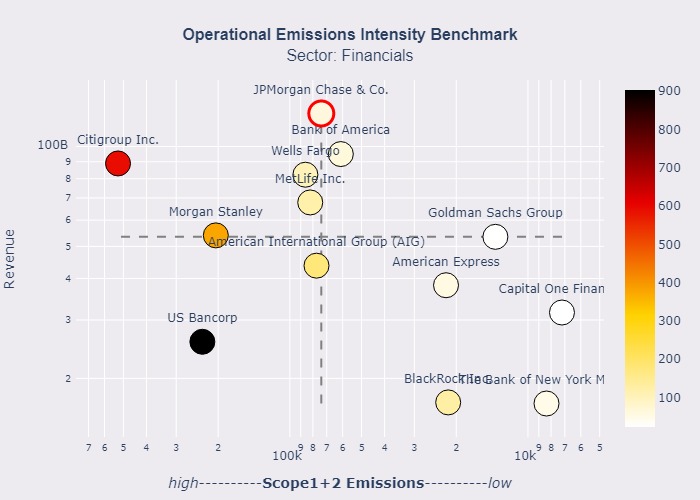 Operational Emissions Intensity Benchmark
Sector: Financials
JPMorgan Chase & Co.
Bank of America
Citigroup Inc.
Wells Fargo
MetLife Inc.
Morgan Stanley
Goldman Sachs Group
American International Group (AIG)
American Express
Capital One Finan
US Bancorp
BlackRock Inc.
The Bank of New York M
Revenue
100B
9
8
7
6
5
4
3
2
7 6 5 4 3 2 100k 9 8 7 6 5 4 3 2 10k 9 8 7 6 5
high----------Scope1+2 Emissions----------low
900
800
700
600
500
400
300
200
100